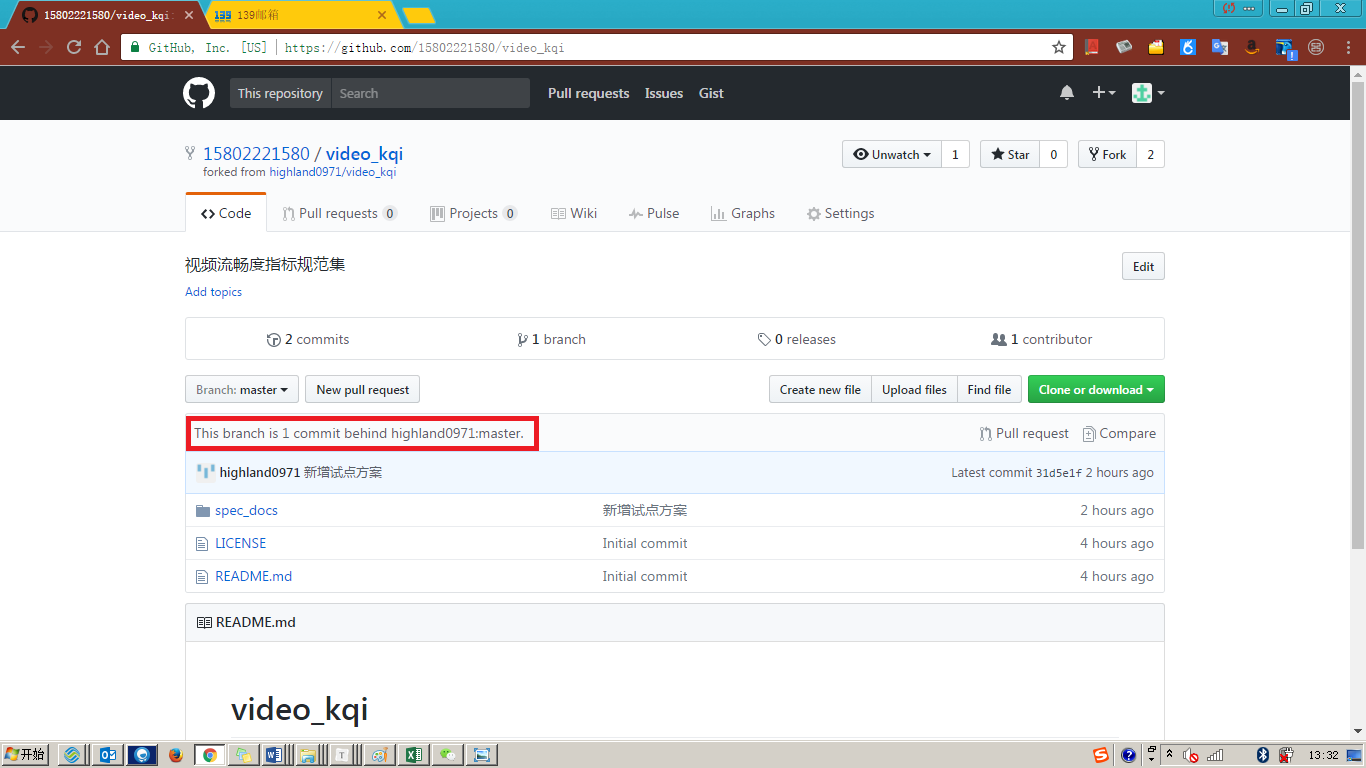 15802221580/video_kqi:
139邮箱
GitHub, Inc. [US] https://github.com/15802221580/video_kqi
This repository Search Pull requests Issues Gist
15802221580 / video_kqi
Unwatch 1 Star 0 Fork 2
forked from highland0971/video_kqi
Code Pull requests 0 Projects 0 Wiki Pulse Graphs Settings
视频流畅度指标规范集
Edit
Add topics
2 commits 1 branch 0 releases 1 contributor
Branch: master New pull request Create new file Upload files Find file Clone or download
This branch is 1 commit behind highland0971:master. Pull request Compare
highland0971 新增试点方案 Latest commit 31d5e1f 2 hours ago
spec_docs 新增试点方案 2 hours ago
LICENSE Initial commit 4 hours ago
README.md Initial commit 4 hours ago
README.md
video_kqi
开始 13:32